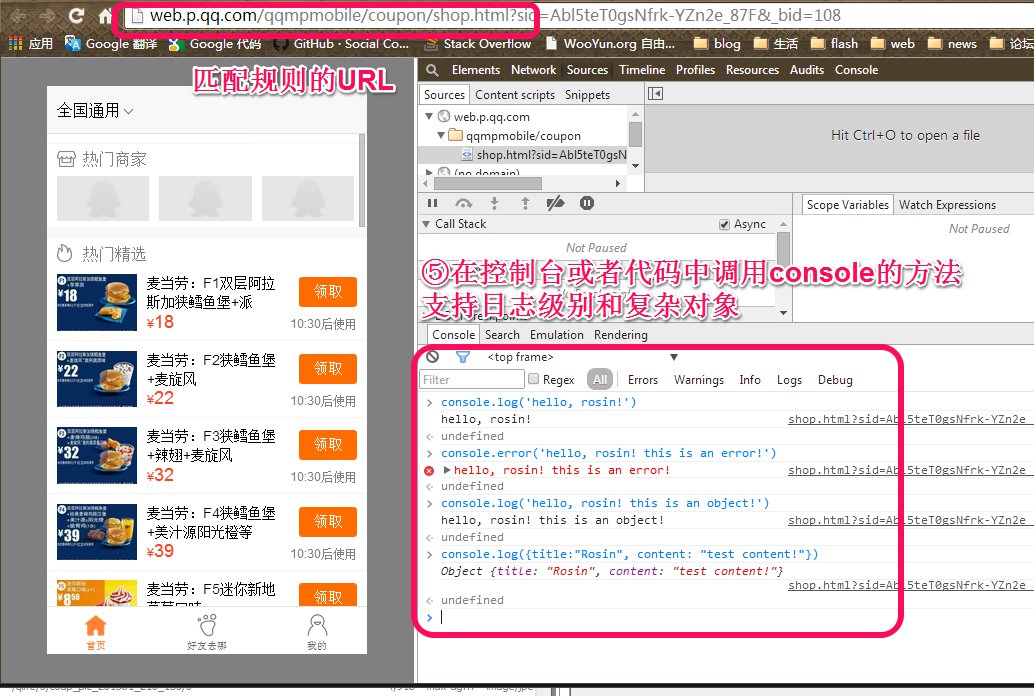 web.p.qq.com/qqmpmobile/coupon/shop.html?sid=Abl5teT0gsNfrk-YZn2e_87F&_bid=108
应用 Google 翻译 Google 代码 GitHub · Social Co... Stack Overflow WooYun.org 自由... blog 生活 flash web news 论坛
匹配规则的URL
全国通用
热门商家
热门精选
¥18
麦当劳：F1双层阿拉
斯加狭鳕鱼堡+派
¥18
领取
10:30后使用
¥22
麦当劳：F2狭鳕鱼堡
+麦旋风
¥22
领取
10:30后使用
¥32
麦当劳：F3狭鳕鱼堡
+辣翅+麦旋风
¥32
领取
10:30后使用
¥39
麦当劳：F4狭鳕鱼堡
+美汁源阳光橙等
¥39
领取
10:30后使用
¥8.50
麦当劳：F5迷你新地
领取
首页 好友去哪 我的
Elements Network Sources Timeline Profiles Resources Audits Console
Sources Content scripts Snippets
web.p.qq.com
qqmpmobile/coupon
shop.html?sid=Abl5teT0gsN
(no domain)
Hit Ctrl+O to open a file
Call Stack Async
Not Paused
Scope Variables Watch Expressions
Not Paused
⑤在控制台或者代码中调用console的方法
支持日志级别和复杂对象
Console Search Emulation Rendering
<top frame>
Filter Regex All Errors Warnings Info Logs Debug
console.log('hello, rosin!')
hello, rosin! shop.html?sid=Abl5teT0gsNfrk-YZn2e
undefined
console.error('hello, rosin! this is an error!')
hello, rosin! this is an error! shop.html?sid=Abl5teT0gsNfrk-YZn2e
undefined
console.log('hello, rosin! this is an object!')
hello, rosin! this is an object! shop.html?sid=Abl5teT0gsNfrk-YZn2e
undefined
console.log({title:"Rosin", content: "test content!"})
Object {title: "Rosin", content: "test content!"}
shop.html?sid=Abl5teT0gsNfrk-YZn2e
undefined